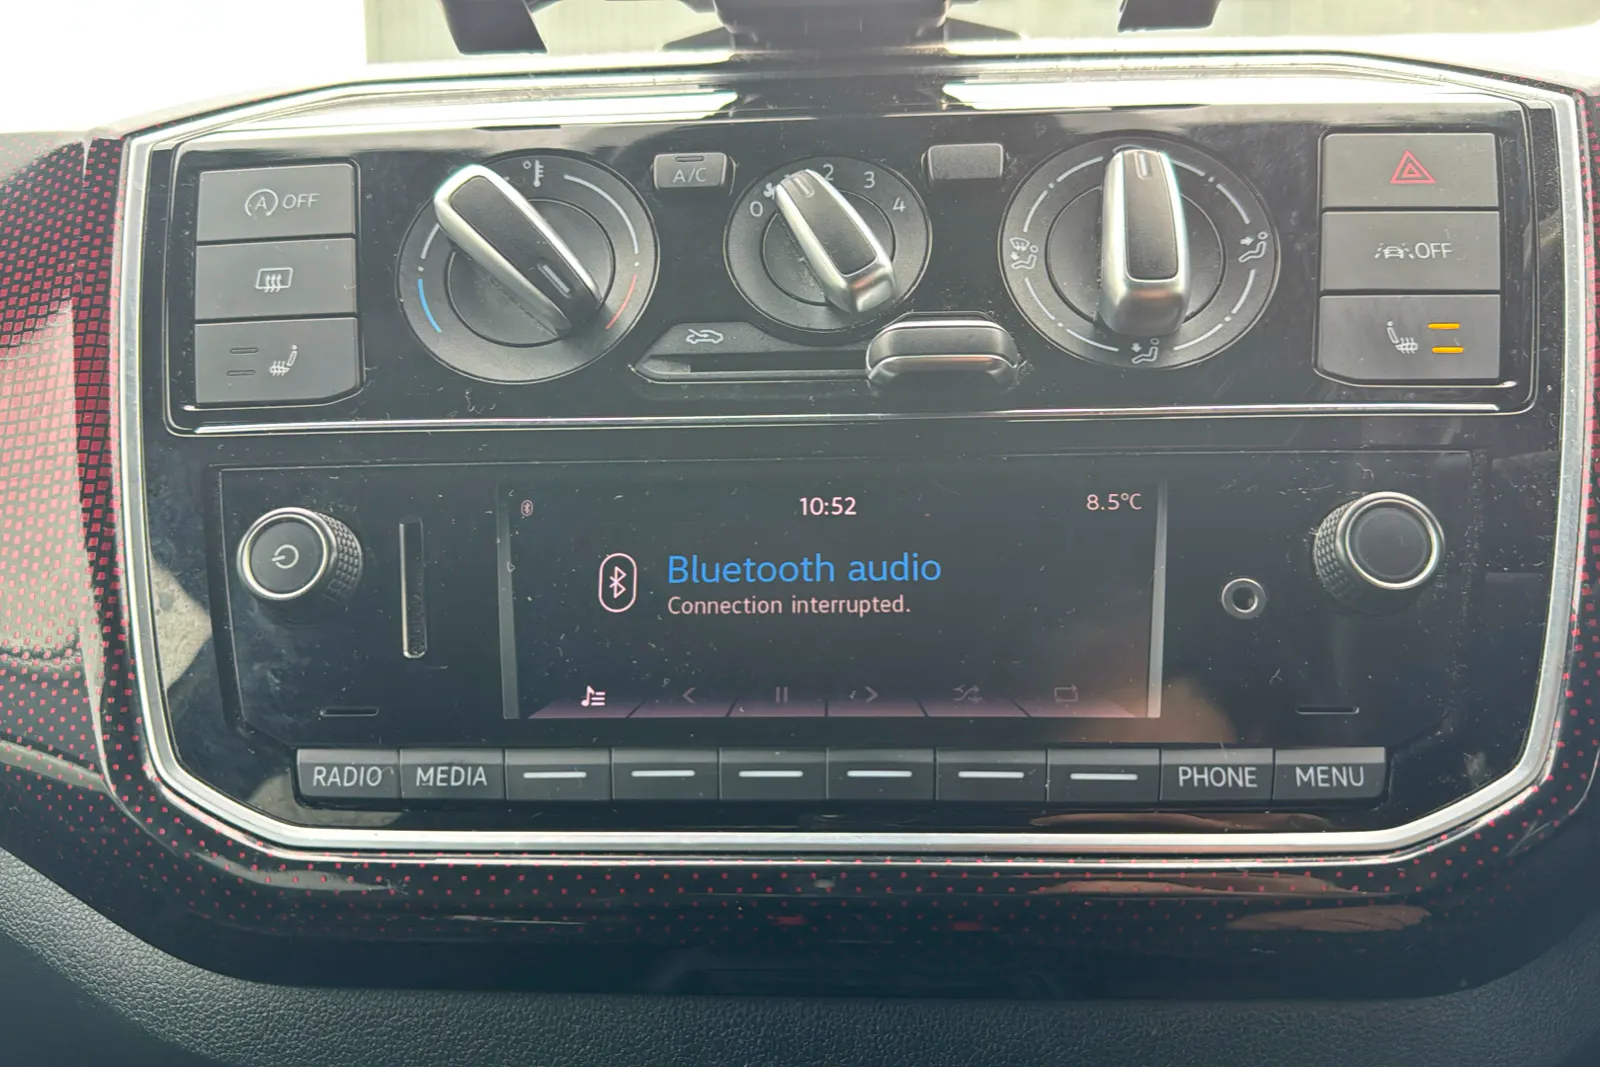 A OFF
A/C
0
2
3
4
OFF
10:52
8.5°C
Bluetooth audio
Connection interrupted.
RADIO
MEDIA
PHONE
MENU